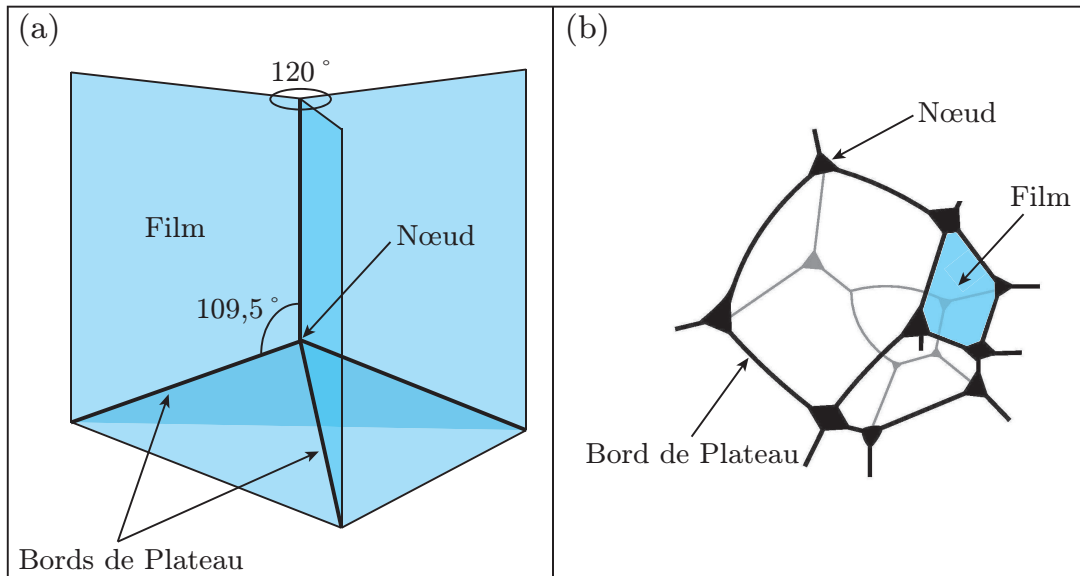 (a)
120°
Film
Nœud
109,5°
Bords de Plateau
(b)
Nœud
Film
Bord de Plateau